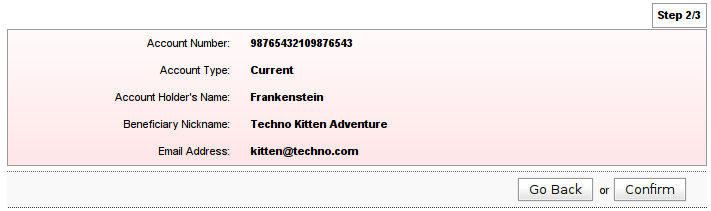 Step 2/3
Account Number: 98765432109876543
Account Type: Current
Account Holder's Name: Frankenstein
Beneficiary Nickname: Techno Kitten Adventure
Email Address: kitten@techno.com
Go Back or Confirm